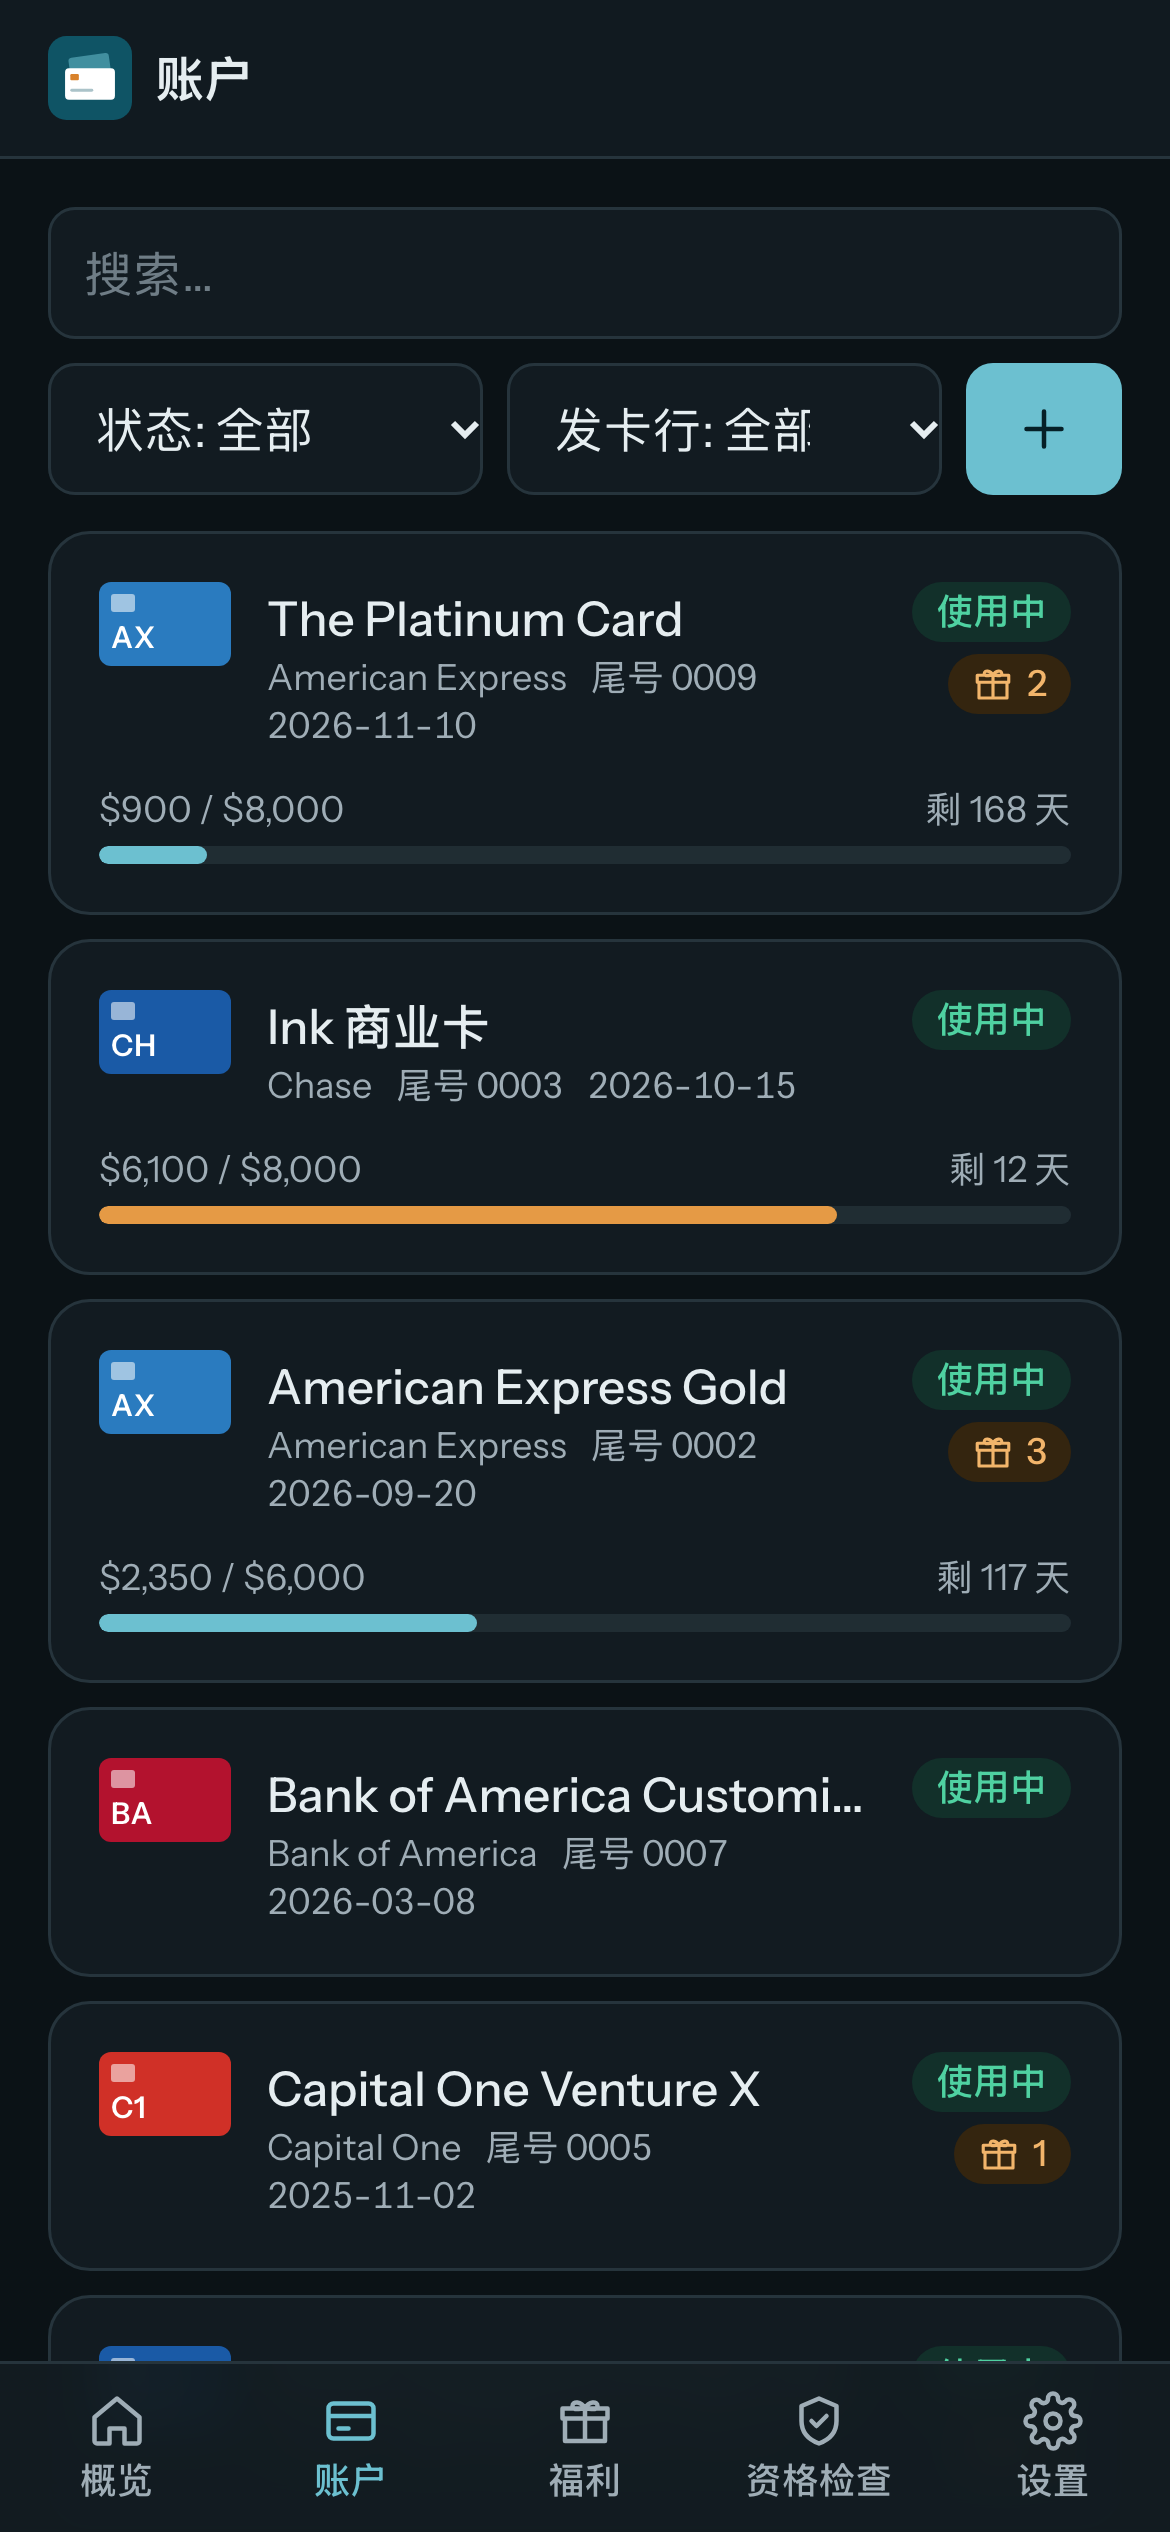 账户
搜索...
状态: 全部
发卡行: 全部
AX
The Platinum Card
使用中
American Express 尾号 0009
2
2026-11-10
$900 / $8,000
剩 168 天
CH
Ink 商业卡
使用中
Chase 尾号 0003 2026-10-15
$6,100 / $8,000
剩 12 天
AX
American Express Gold
使用中
American Express 尾号 0002
3
2026-09-20
$2,350 / $6,000
剩 117 天
BA
Bank of America Customi...
使用中
Bank of America 尾号 0007
2026-03-08
C1
Capital One Venture X
使用中
Capital One 尾号 0005
1
2025-11-02
概览
账户
福利
资格检查
设置